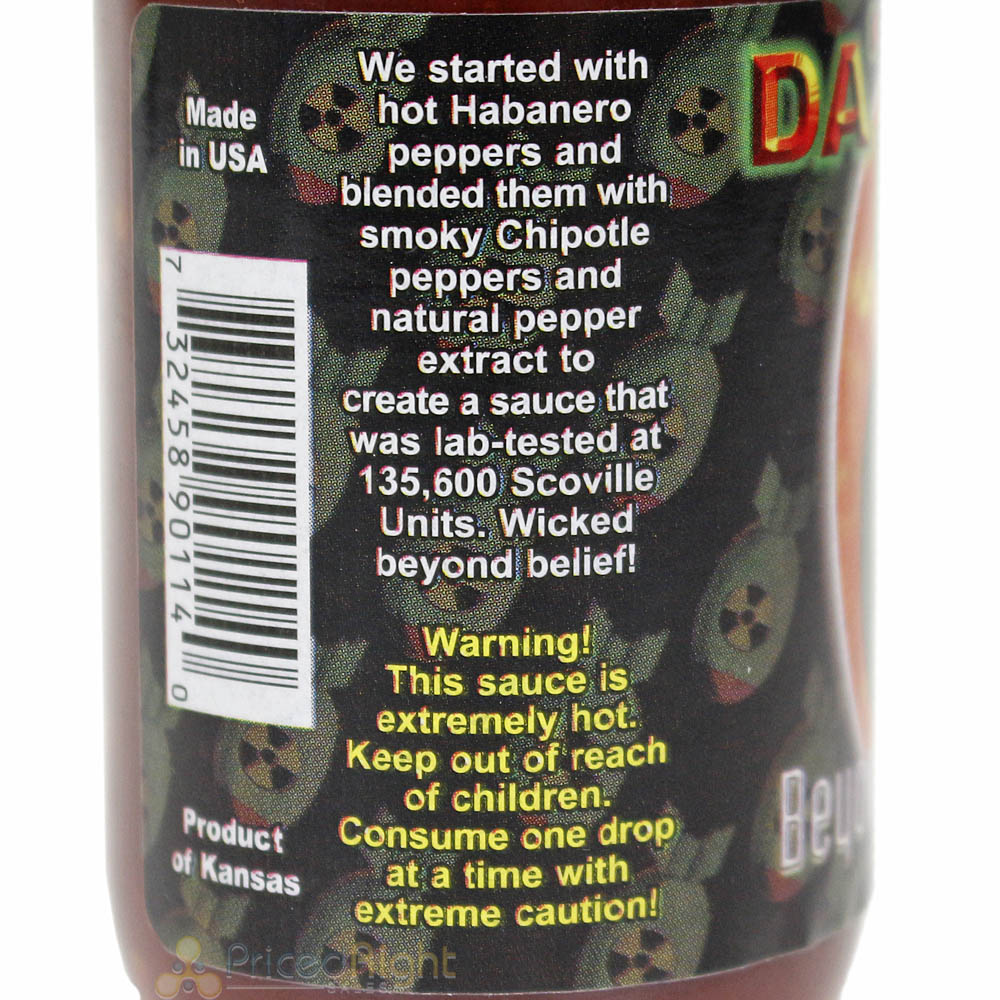 Made
in USA
7 32458 90114 0
Product
of Kansas
We started with
hot Habanero
peppers and
blended them with
smoky Chipotle
peppers and
natural pepper
extract to
create a sauce that
was lab-tested at
135,600 Scoville
Units. Wicked
beyond belief!
Warning!
This sauce is
extremely hot.
Keep out of reach
of children.
Consume one drop
at a time with
extreme caution!
DA
Bey
PricedRight
SALES